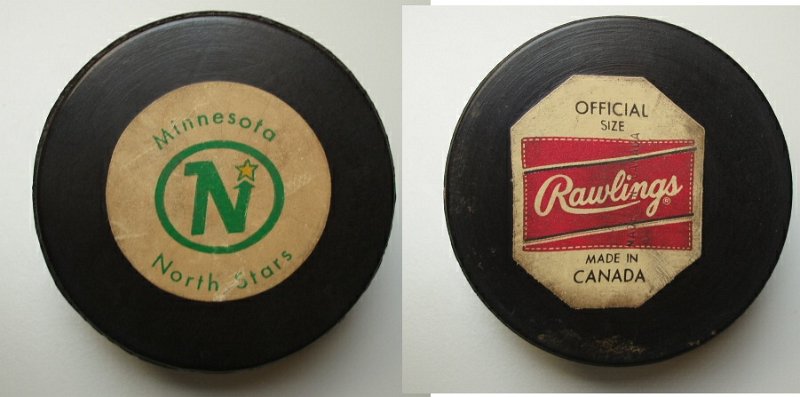 Minnesota
N
North Stars
OFFICIAL
SIZE
Rawlings®
MADE IN
CANADA